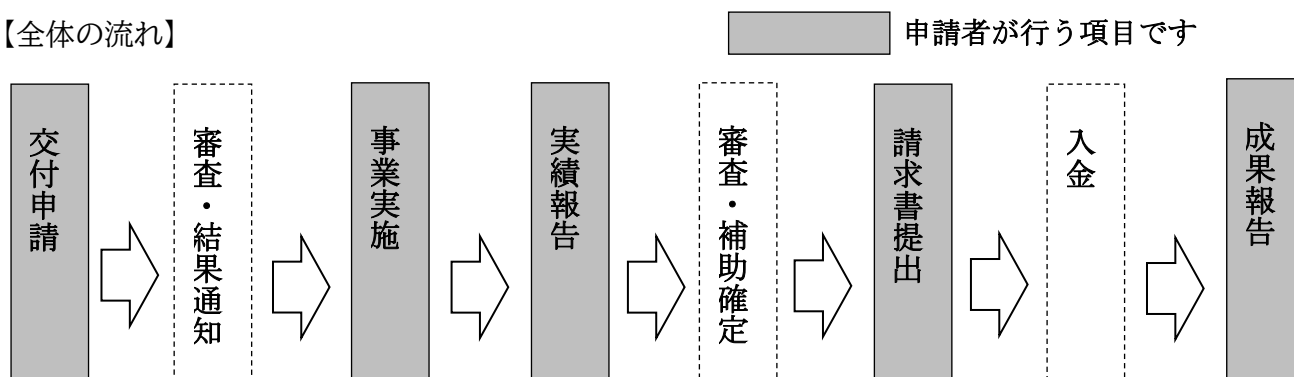 【全体の流れ】
申請者が行う項目です
交付申請
審査・結果通知
事業実施
実績報告
審査・補助確定
請求書提出
入金
成果報告